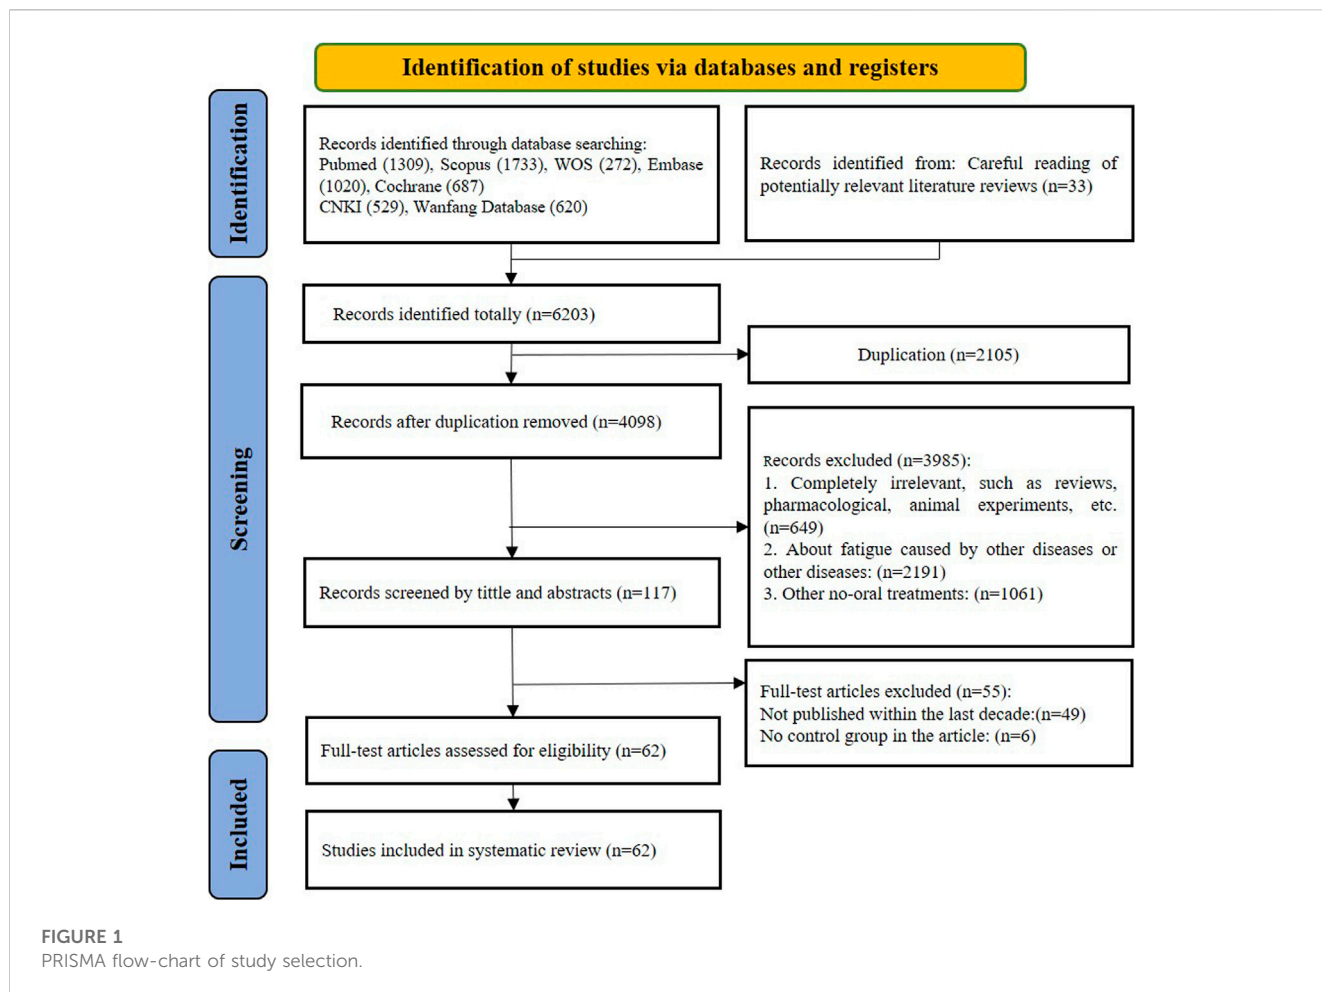 Identification of studies via databases and registers
Identification
Records identified through database searching:
Pubmed (1309), Scopus (1733), WOS (272), Embase
(1020), Cochrane (687)
CNKI (529), Wanfang Database (620)
Records identified from: Careful reading of
potentially relevant literature reviews (n=33)
Screening
Records identified totally (n=6203)
Duplication (n=2105)
Records after duplication removed (n=4098)
Records excluded (n=3985):
1. Completely irrelevant, such as reviews,
pharmacological, animal experiments, etc.
(n=649)
2. About fatigue caused by other diseases or
other diseases: (n=2191)
3. Other no-oral treatments: (n=1061)
Records screened by tittle and abstracts (n=117)
Full-test articles excluded (n=55):
Not published within the last decade:(n=49)
No control group in the article: (n=6)
Full-test articles assessed for eligibility (n=62)
Included
Studies included in systematic review (n=62)
FIGURE 1
PRISMA flow-chart of study selection.